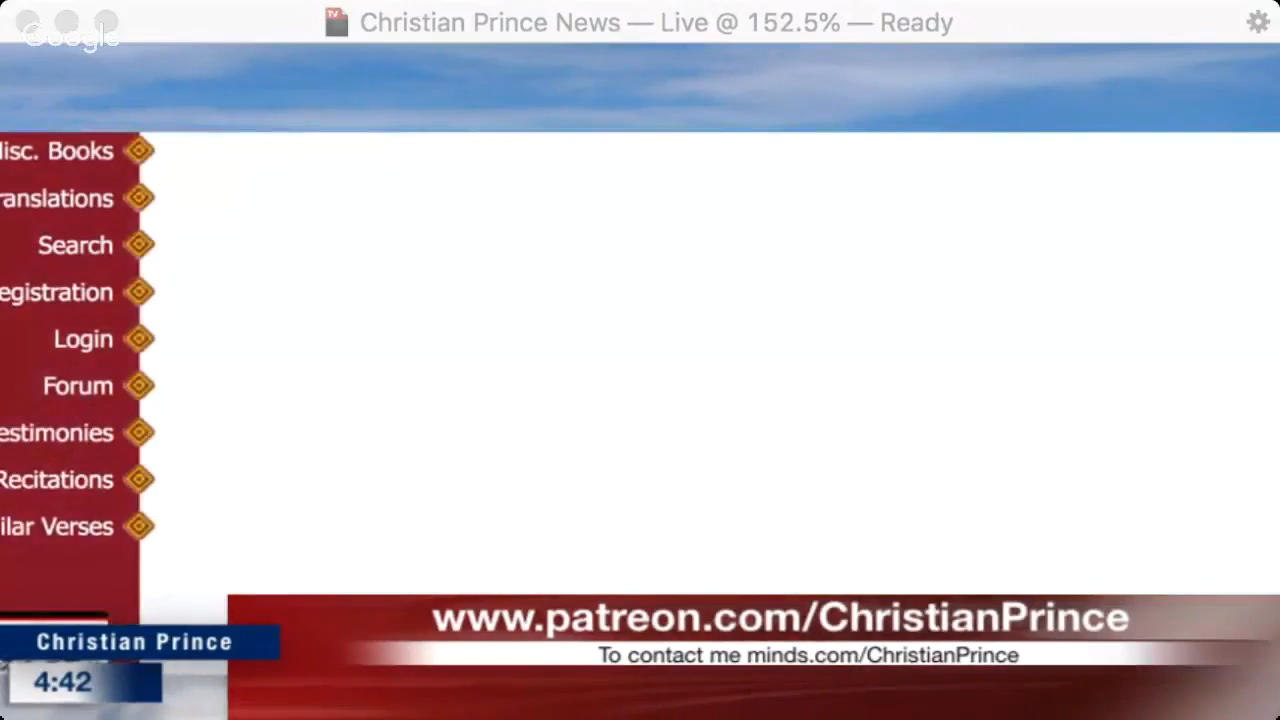 Christian Prince News — Live @ 152.5% — Ready
Google
isc. Books
ranslations
Search
egistration
Login
Forum
estimonies
Recitations
ilar Verses
www.patreon.com/ChristianPrince
To contact me minds.com/ChristianPrince
Christian Prince
4:42